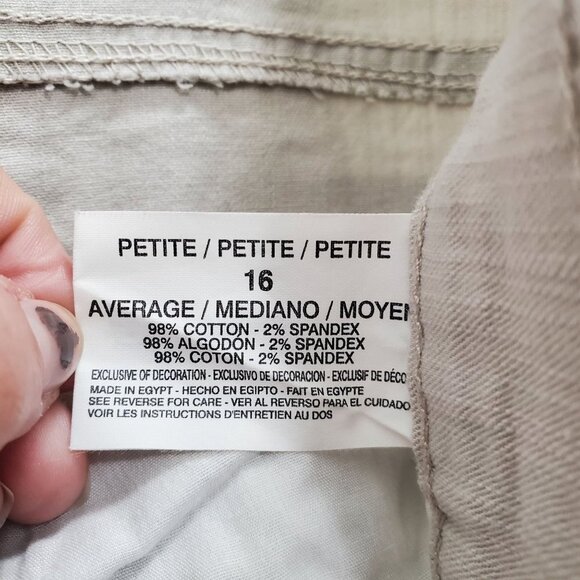 PETITE / PETITE / PETITE
16
AVERAGE / MEDIANO / MOYEN
98% COTTON - 2% SPANDEX
98% ALGODÓN - 2% SPANDEX
98% COTON - 2% SPANDEX
EXCLUSIVE OF DECORATION - EXCLUSIVO DE DECORACION - EXCLUSIF DE DÉCO
MADE IN EGYPT - HECHO EN EGIPTO - FAIT EN EGYPTE
SEE REVERSE FOR CARE - VER AL REVERSO PARA EL CUIDADO
VOIR LES INSTRUCTIONS D'ENTRETIEN AU DOS